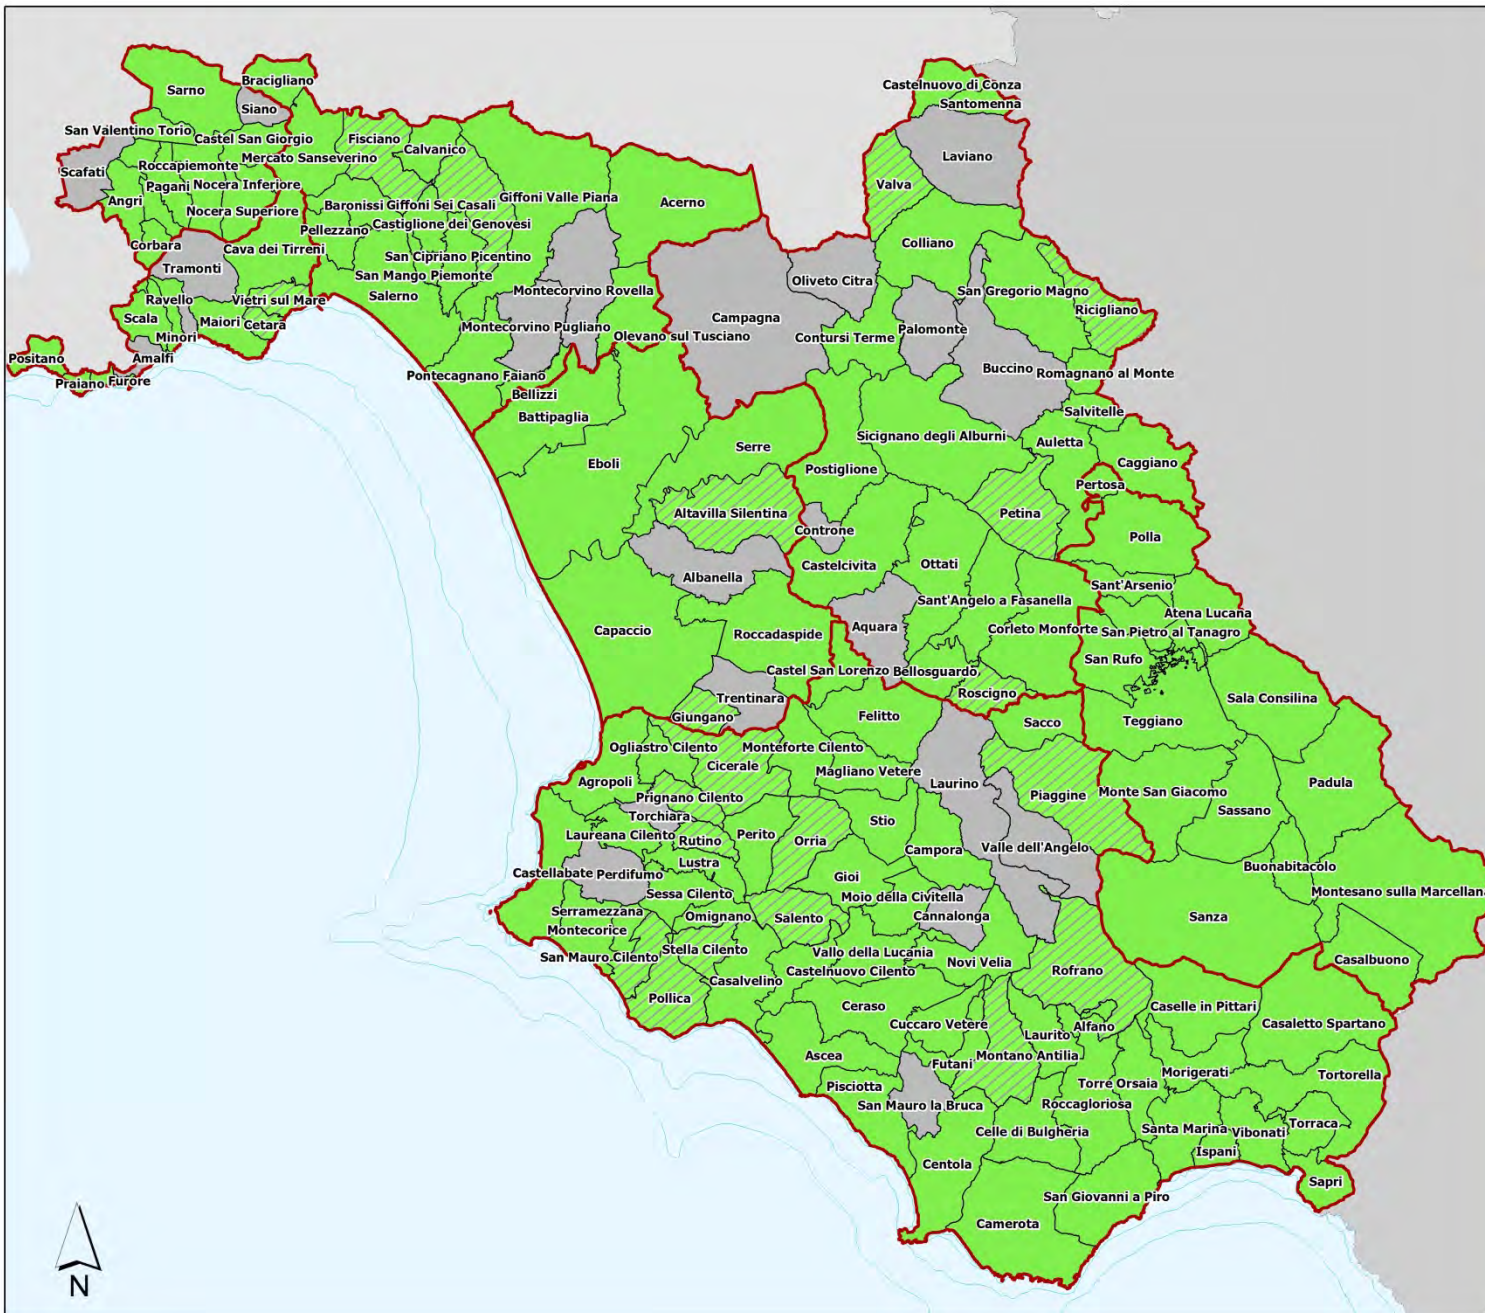 Castelnuovo di Conza
Bracigliano
Sarno
Santomenna
Siano
San Valentino Torio
Castel San Giorgio
Fisciano
Calvanico
Laviano
Mercato Sanseverino
Roccapiemonte
Scafati
Valva
Pagani
Nocera Inferiore
Angri
Giffoni Valle Piana
Acerno
Baronissi
Giffoni Sei Casali
Nocera Superiore
Castiglione dei Genovesi
Pellezzano
Colliano
Corbara
Cava dei Tirreni
San Cipriano Picentino
Tramonti
San Mango Piemonte
Oliveto Citra
Montecorvino Rovella
San Gregorio Magno
Salerno
Ravello
Vietri sul Mare
Ricigliano
Scala
Maiori
Cetara
Campagna
Montecorvino Pugliano
Palomonte
Minori
Olevano sul Tusciano
Contursi Terme
Positano
Amalfi
Buccino
Romagnano al Monte
Praiano
Furore
Pontecagnano Faiano
Bellizzi
Salvitelle
Battipaglia
Sicignano degli Alburni
Auletta
Serre
Eboli
Postiglione
Caggiano
Pertosa
Altavilla Silentina
Petina
Controne
Polla
Castelcivita
Ottati
Albanella
Sant'Arsenio
Sant'Angelo a Fasanella
Atena Lucana
Aquara
Capaccio
Roccadaspide
Corleto Monforte
San Pietro al Tanagro
San Rufo
Castel San Lorenzo
Bellosguardo
Roscigno
Trentinara
Sala Consilina
Giungano
Felitto
Sacco
Teggiano
Ogliastro Cilento
Monteforte Cilento
Cicerale
Magliano Vetere
Agropoli
Laurino
Padula
Piaggine
Monte San Giacomo
Prignano Cilento
Sassano
Torchiara
Stio
Laureana Cilento
Perito
Rutino
Orria
Campora
Valle dell'Angelo
Lustra
Buonabitacolo
Castellabate
Perdifumo
Gioi
Sessa Cilento
Moio della Civitella
Montesano sulla Marcellana
Serramezzana
Omignano
Salento
Cannalonga
Sanza
Montecorice
Stella Cilento
Vallo della Lucania
San Mauro Cilento
Novi Velia
Casalbuono
Castelnuovo Cilento
Rofrano
Casalvelino
Pollica
Ceraso
Caselle in Pittari
Cuccaro Vetere
Alfano
Casaletto Spartano
Laurito
Ascea
Montano Antilia
Futani
Morigerati
Tortorella
Pisciotta
Torre Orsaia
San Mauro la Bruca
Roccagloriosa
Torraca
Santa Marina
Vibonati
Celle di Bulgheria
Ispani
Centola
Sapri
San Giovanni a Piro
Camerota
N